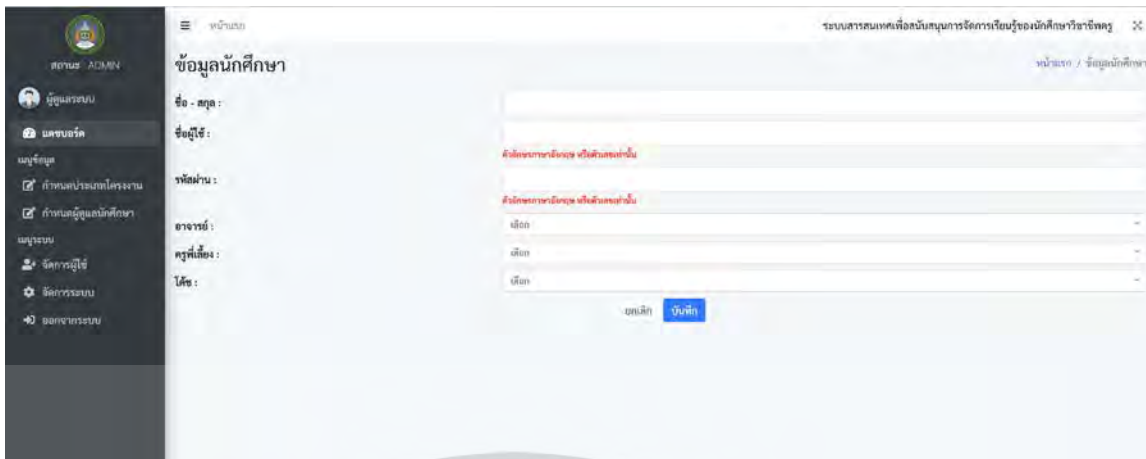 หน้าแรก
ระบบสารสนเทศเพื่อสนับสนุนการจัดการเรียนรู้ของนักศึกษาวิชาชีพครู
สถานะ ADMIN
ข้อมูลนักศึกษา
หน้าแรก / ข้อมูลนักศึกษา
ผู้ดูแลระบบ
ชื่อ - สกุล :
แดชบอร์ด
ชื่อผู้ใช้ :
ตัวอักษรภาษาอังกฤษ หรือตัวเลขเท่านั้น
เมนูข้อมูล
กำหนดประเภทโครงงาน
รหัสผ่าน :
ตัวอักษรภาษาอังกฤษ หรือตัวเลขเท่านั้น
กำหนดผู้ดูแลนักศึกษา
อาจารย์ :
เลือก
เมนูระบบ
ครูพี่เลี้ยง :
เลือก
จัดการผู้ใช้
โค้ช :
เลือก
จัดการระบบ
ยกเลิก บันทึก
ออกจากระบบ